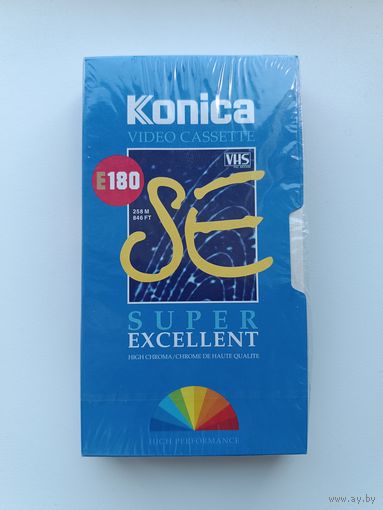 Konica
VIDEO CASSETTE
E180
VHS
258 M
846 FT
SÉ
SUPER
EXCELLENT
HIGH CHROMA/CHROME DE HAUTE QUALITE
HIGH PERFORMANCE
www.ay.by